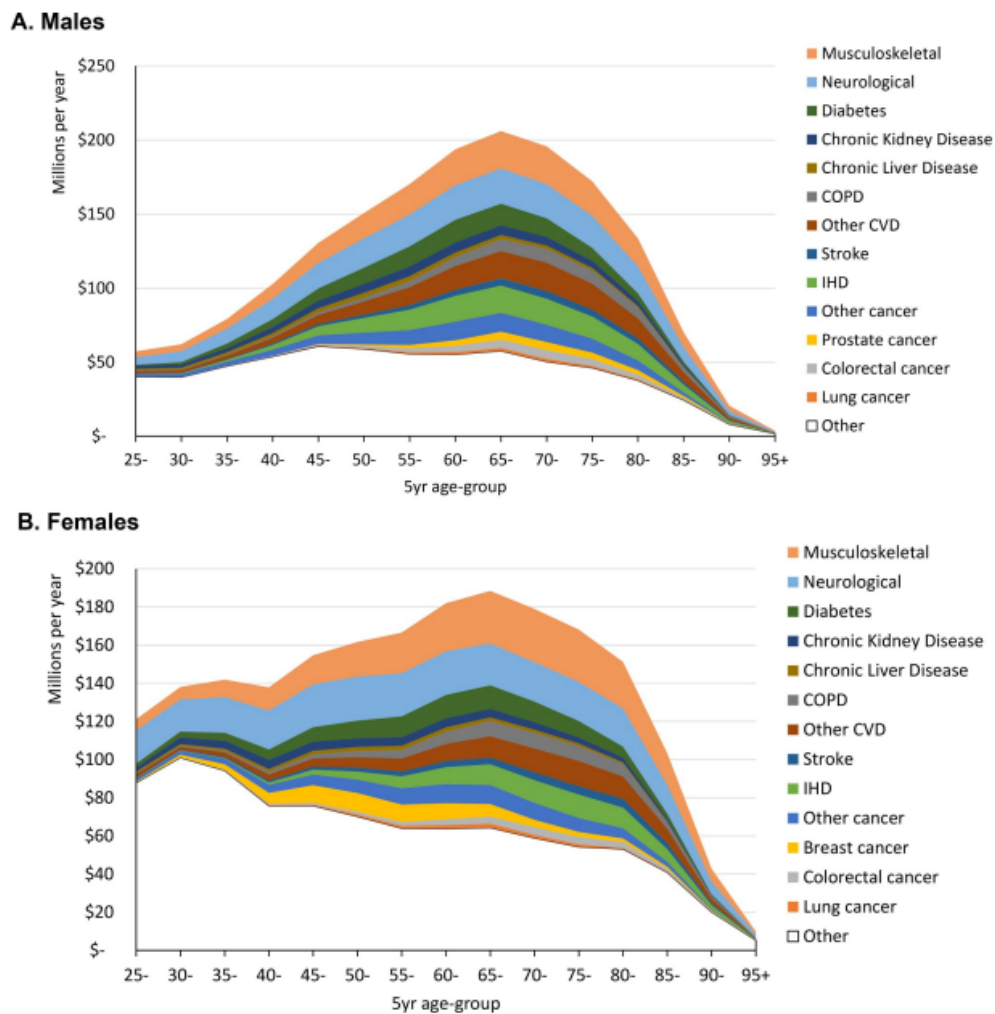 A. Males
Millions per year
$250
$200
$150
$100
$50
$-
25- 30- 35- 40- 45- 50- 55- 60- 65- 70- 75- 80- 85- 90- 95+
5yr age-group
Musculoskeletal
Neurological
Diabetes
Chronic Kidney Disease
Chronic Liver Disease
COPD
Other CVD
Stroke
IHD
Other cancer
Prostate cancer
Colorectal cancer
Lung cancer
Other
B. Females
Millions per year
$200
$180
$160
$140
$120
$100
$80
$60
$40
$20
$-
25- 30- 35- 40- 45- 50- 55- 60- 65- 70- 75- 80- 85- 90- 95+
5yr age-group
Musculoskeletal
Neurological
Diabetes
Chronic Kidney Disease
Chronic Liver Disease
COPD
Other CVD
Stroke
IHD
Other cancer
Breast cancer
Colorectal cancer
Lung cancer
Other